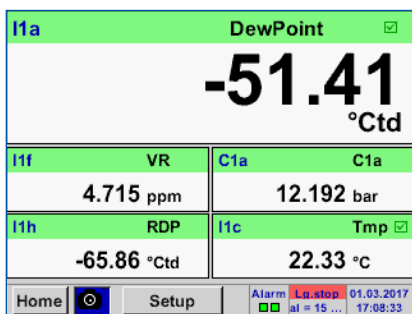 I1a DewPoint
-51.41
°Ctd
I1f VR C1a C1a
4.715 ppm 12.192 bar
I1h RDP I1c Tmp
-65.86 °Ctd 22.33 °C
Home Setup Alarm Lg.stop 01.03.2017
al = 15 ... 17:08:33